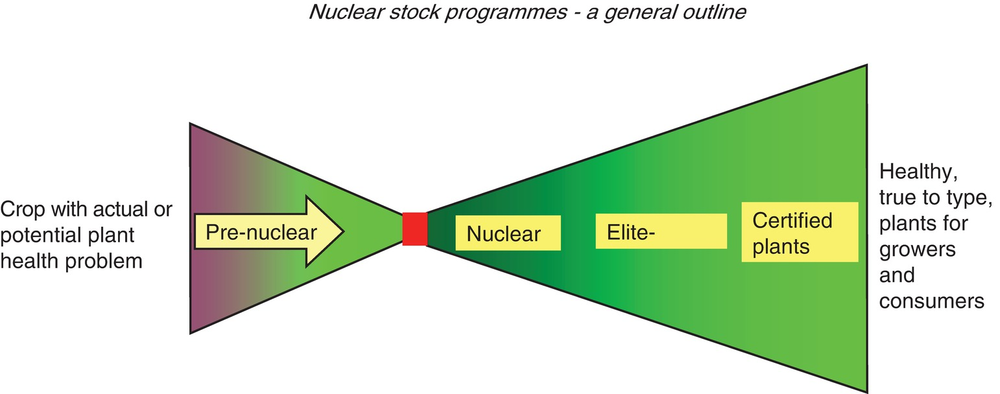 Nuclear stock programmes - a general outline
Crop with actual or
potential plant
health problem
Pre-nuclear
Nuclear
Elite-
Certified
plants
Healthy,
true to type,
plants for
growers
and
consumers